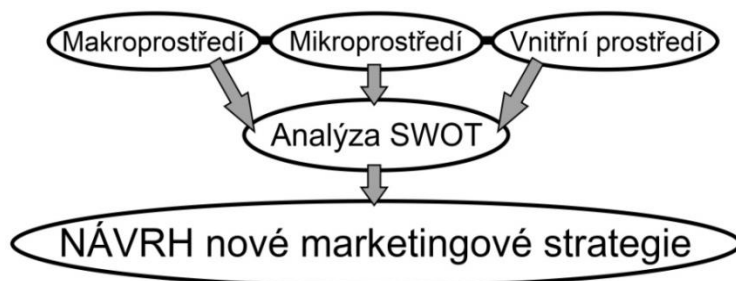 Makroprostředí Mikroprostředí Vnitřní prostředí
Analýza SWOT
NÁVRH nové marketingové strategie